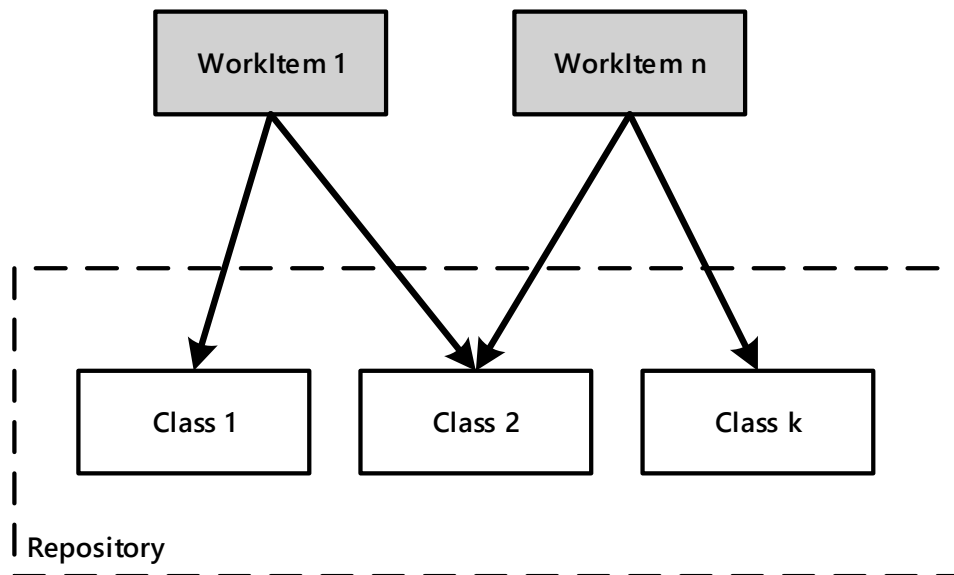 WorkItem 1
WorkItem n
Class 1
Class 2
Class k
Repository